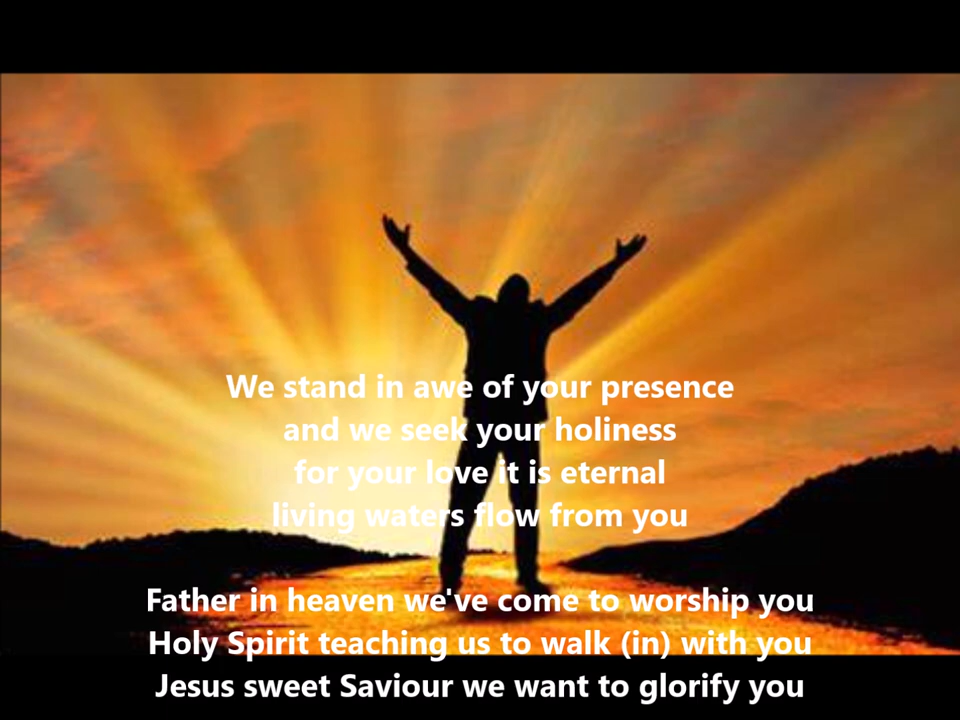 We stand in awe of your presence
and we seek your holiness
for your love it is eternal
living waters flow from you
Father in heaven we've come to worship you
Holy Spirit teaching us to walk (in) with you
Jesus sweet Saviour we want to glorify you